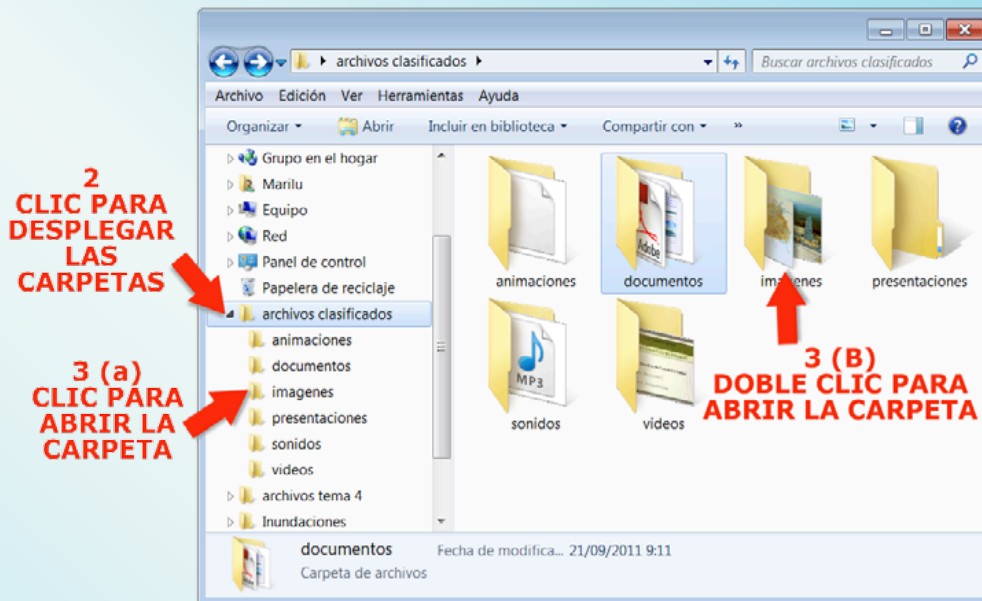 archivos clasificados
Buscar archivos clasificados
Archivo Edición Ver Herramientas Ayuda
Organizar Abrir Incluir en biblioteca Compartir con »
Grupo en el hogar
Marilu
Equipo
Red
Panel de control
Papelera de reciclaje
archivos clasificados
animaciones
documentos
imagenes
presentaciones
sonidos
videos
archivos tema 4
Inundaciones
2
CLIC PARA
DESPLEGAR
LAS
CARPETAS
3 (a)
CLIC PARA
ABRIR LA
CARPETA
Adobe
animaciones documentos imagenes presentaciones
MP3
sonidos videos
3 (B)
DOBLE CLIC PARA
ABRIR LA CARPETA
documentos Fecha de modifica... 21/09/2011 9:11
Carpeta de archivos